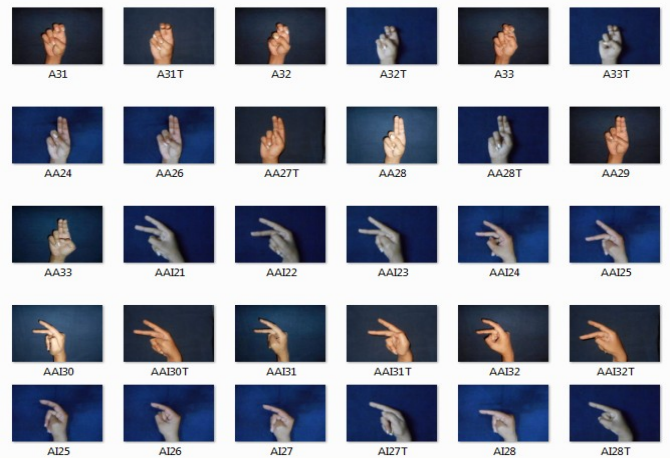 A31 A31T A32 A32T A33 A33T
AA24 AA26 AA27T AA28 AA28T AA29
AA33 AAI21 AAI22 AAI23 AAI24 AAI25
AAI30 AAI30T AAI31 AAI31T AAI32 AAI32T
AI25 AI26 AI27 AI27T AI28 AI28T